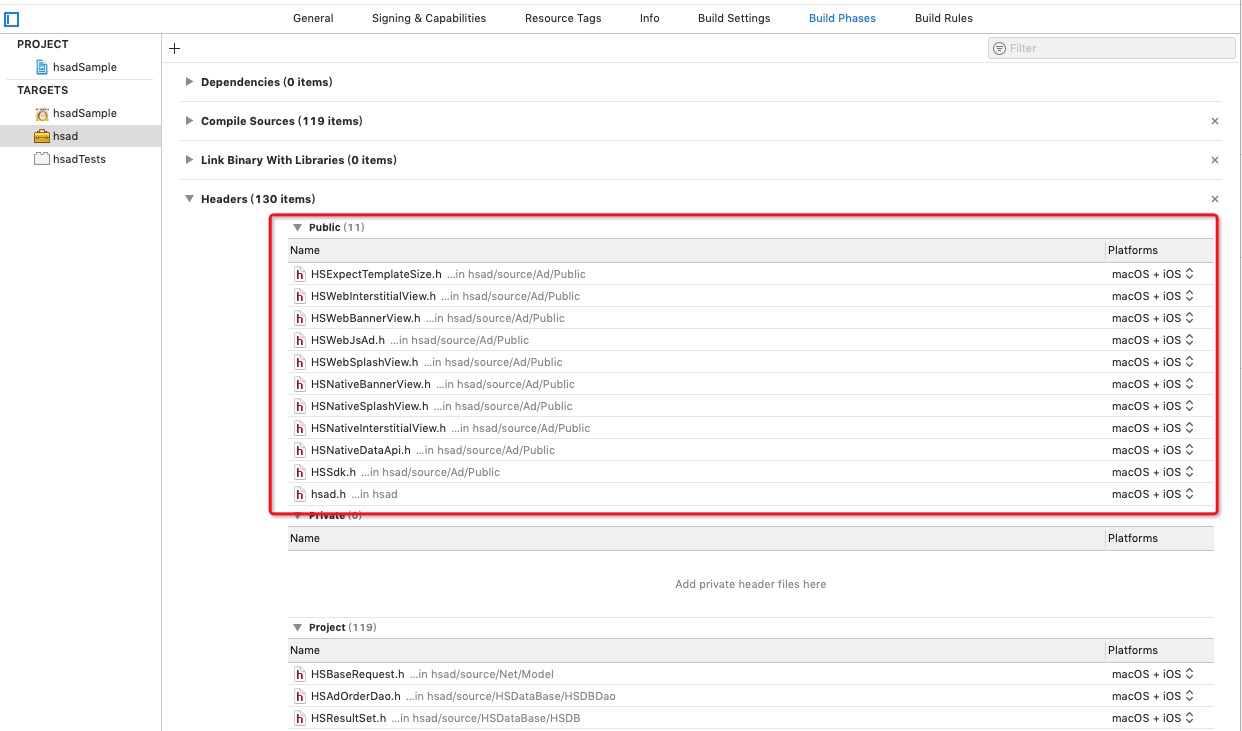 General Signing & Capabilities Resource Tags Info Build Settings Build Phases Build Rules
PROJECT
hsadSample
TARGETS
hsadSample
hsad
hsadTests
Filter
Dependencies (0 items)
Compile Sources (119 items)
Link Binary With Libraries (0 items)
Headers (130 items)
Public (11)
Name Platforms
HSExpectTemplateSize.h ...in hsad/source/Ad/Public macOS + iOS
HSWebInterstitialView.h ...in hsad/source/Ad/Public macOS + iOS
HSWebBannerView.h ...in hsad/source/Ad/Public macOS + iOS
HSWebJsAd.h ...in hsad/source/Ad/Public macOS + iOS
HSWebSplashView.h ...in hsad/source/Ad/Public macOS + iOS
HSNativeBannerView.h ...in hsad/source/Ad/Public macOS + iOS
HSNativeSplashView.h ...in hsad/source/Ad/Public macOS + iOS
HSNativeInterstitialView.h ...in hsad/source/Ad/Public macOS + iOS
HSNativeDataApi.h ...in hsad/source/Ad/Public macOS + iOS
HSSdk.h ...in hsad/source/Ad/Public macOS + iOS
hsad.h ...in hsad macOS + iOS
Private (0)
Name Platforms
Add private header files here
Project (119)
Name Platforms
HSBaseRequest.h ...in hsad/source/Net/Model macOS + iOS
HSAdOrderDao.h ...in hsad/source/HSDataBase/HSDBDao macOS + iOS
HSResultSet.h ...in hsad/source/HSDataBase/HSDB macOS + iOS